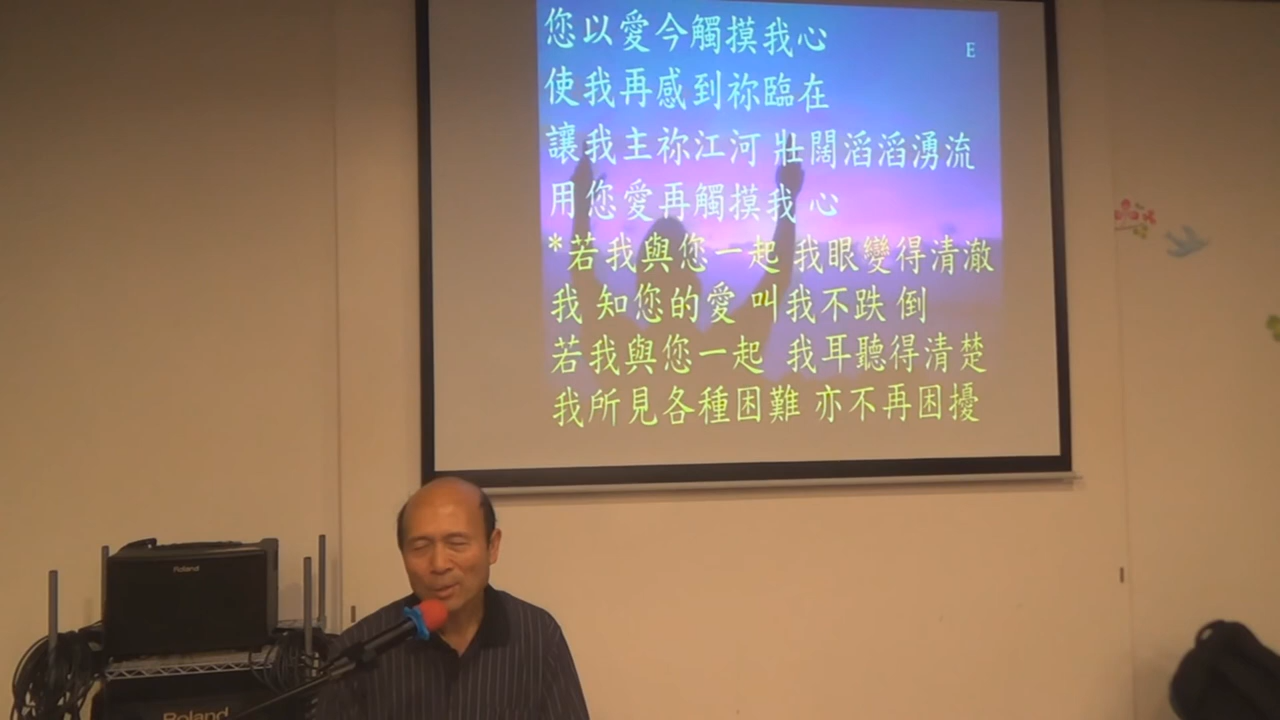 您以愛今觸摸我心
E
使我再感到祢臨在
讓我主祢江河 壯闊滔滔湧流
用您愛再觸摸我 心
*若我與您一起 我眼變得清澈
我 知您的愛 叫我不跌 倒
若我與您一起 我耳聽得清楚
我所見各種困難 亦不再困擾
Roland
Roland